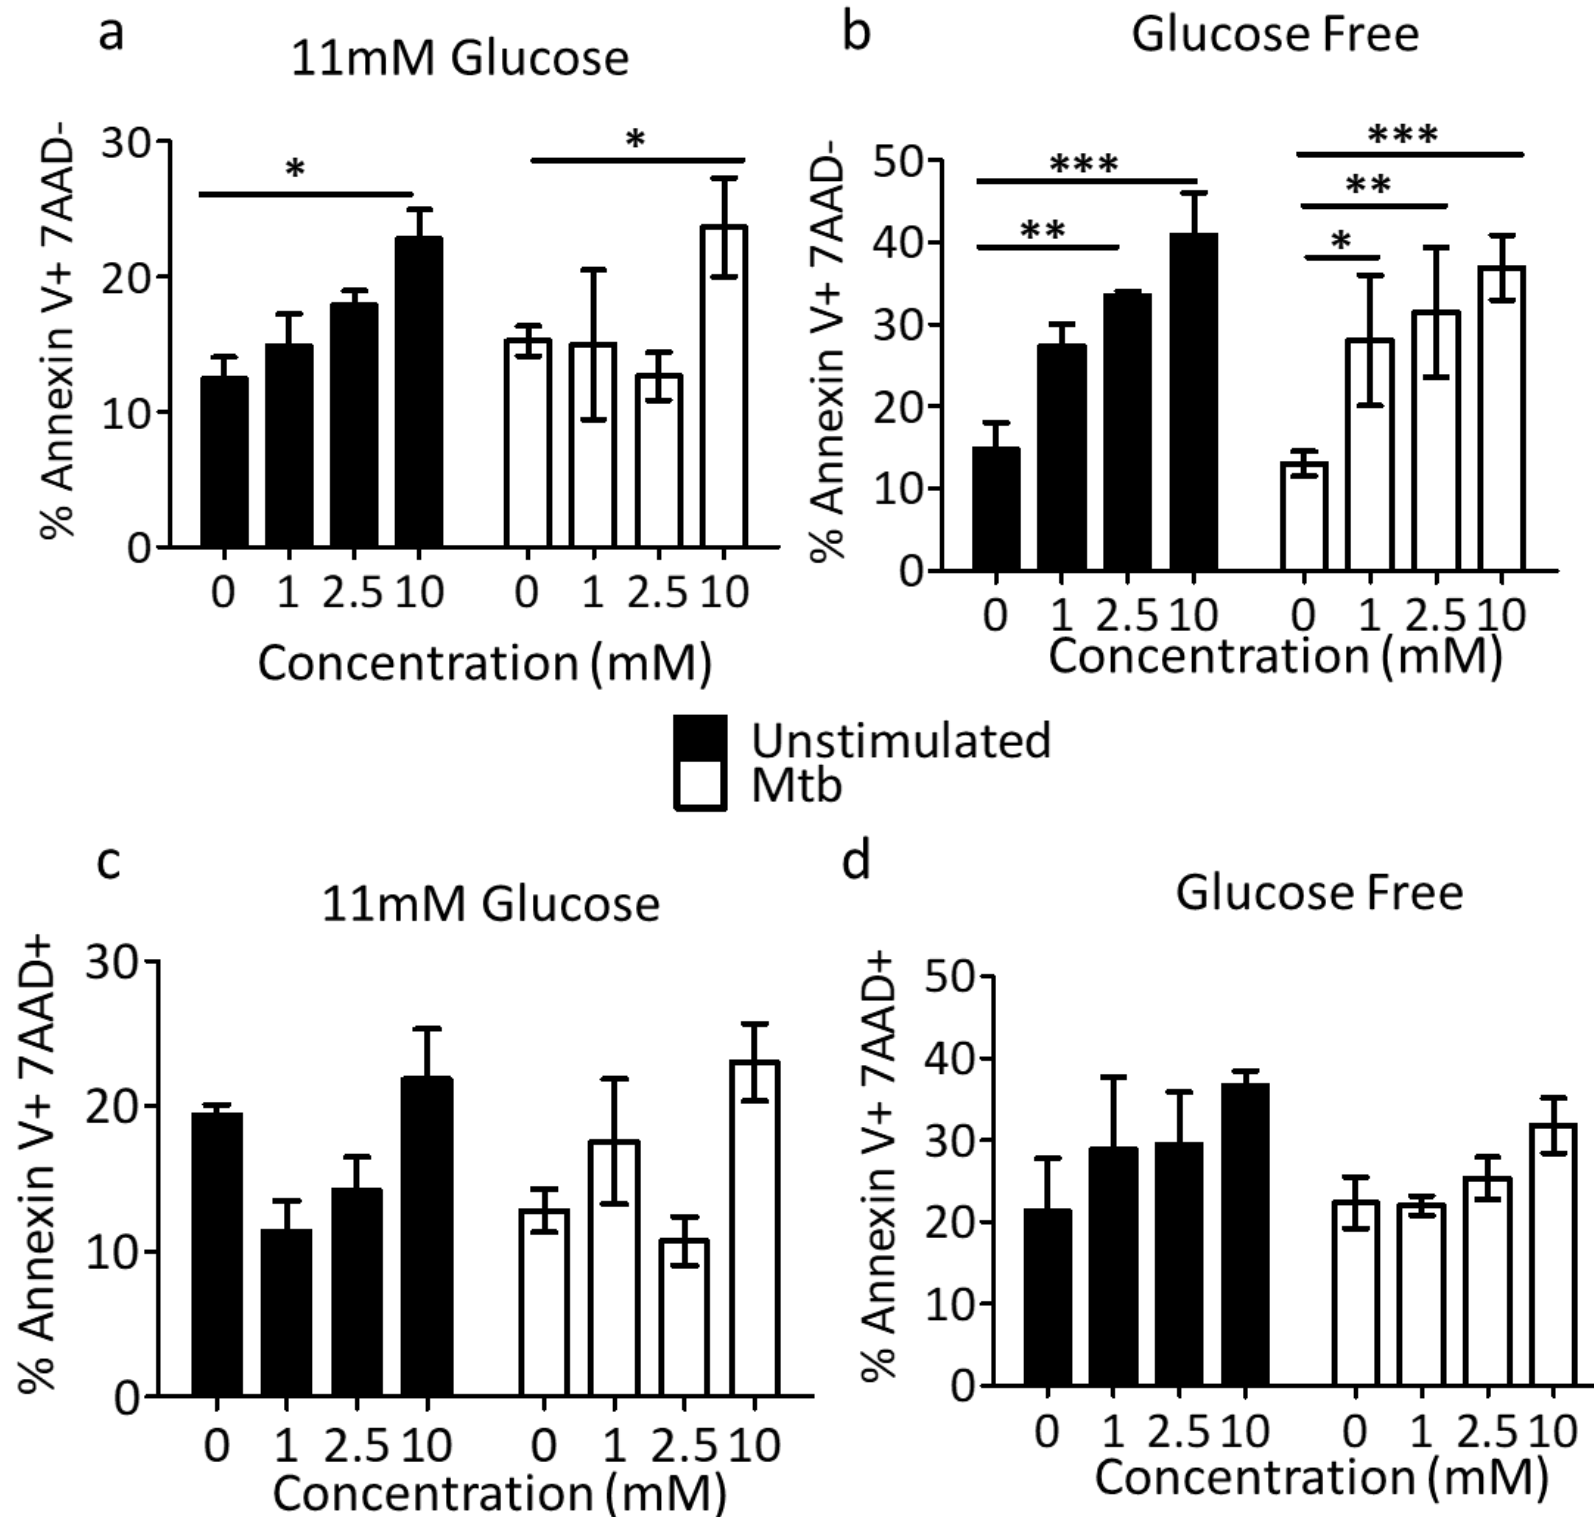 a
11mM Glucose
% Annexin V+ 7AAD-
30
20
10
0
*
*
0 1 2.5 10 0 1 2.5 10
Concentration (mM)
b
Glucose Free
% Annexin V+ 7AAD-
50
40
30
20
10
0
***
**
***
**
*
0 1 2.5 10 0 1 2.5 10
Concentration (mM)
Unstimulated
Mtb
c
11mM Glucose
% Annexin V+ 7AAD+
30
20
10
0
0 1 2.5 10 0 1 2.5 10
Concentration (mM)
d
Glucose Free
% Annexin V+ 7AAD+
50
40
30
20
10
0
0 1 2.5 10 0 1 2.5 10
Concentration (mM)